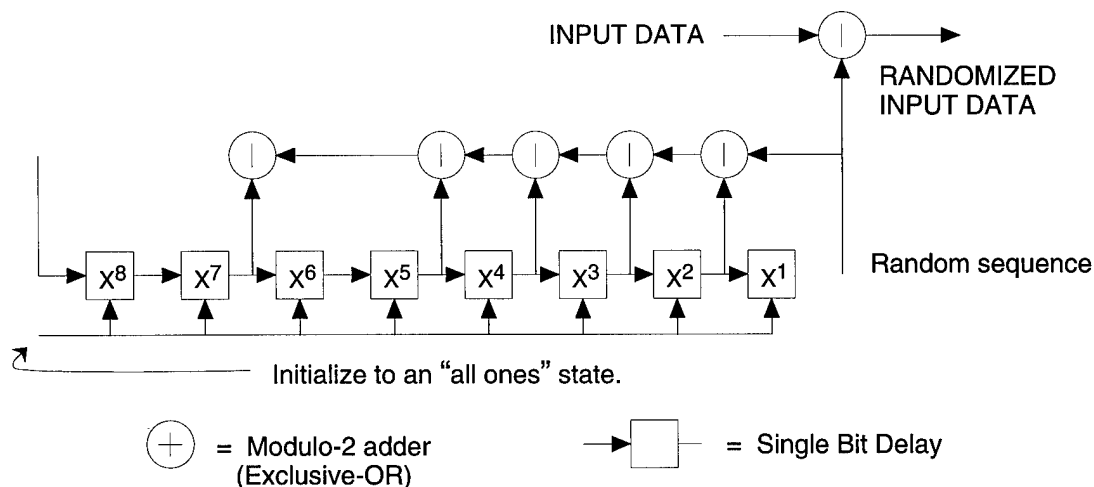 INPUT DATA
RANDOMIZED
INPUT DATA
X⁸ X⁷ X⁶ X⁵ X⁴ X³ X² X¹
Random sequence
Initialize to an “all ones” state.
= Modulo-2 adder
(Exclusive-OR)
= Single Bit Delay